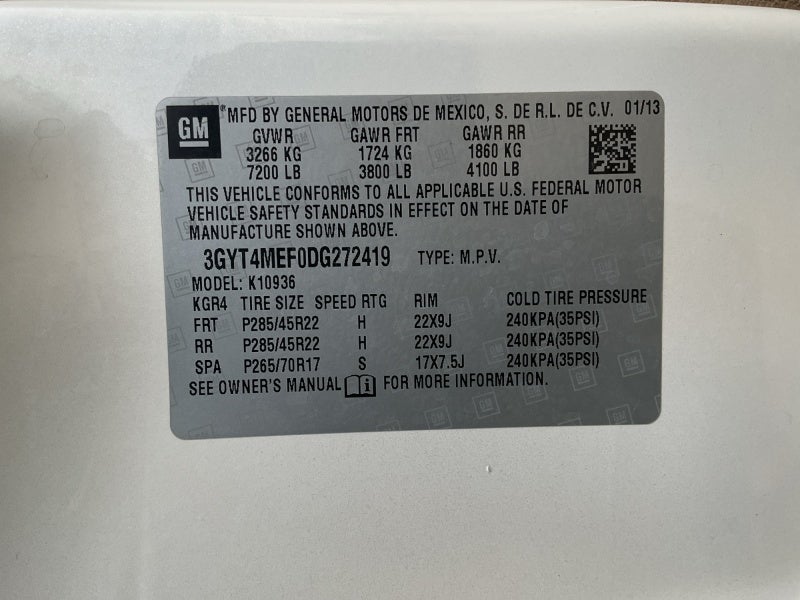 GM ® MFD BY GENERAL MOTORS DE MEXICO, S. DE R.L. DE C.V. 01/13
GVWR GAWR FRT GAWR RR
3266 KG 1724 KG 1860 KG
7200 LB 3800 LB 4100 LB
THIS VEHICLE CONFORMS TO ALL APPLICABLE U.S. FEDERAL MOTOR
VEHICLE SAFETY STANDARDS IN EFFECT ON THE DATE OF
MANUFACTURE SHOWN ABOVE.
3GYT4MEF0DG272419 TYPE: M.P.V.
MODEL: K10936
KGR4 TIRE SIZE SPEED RTG RIM COLD TIRE PRESSURE
FRT P285/45R22 H 22X9J 240KPA(35PSI)
RR P285/45R22 H 22X9J 240KPA(35PSI)
SPA P265/70R17 S 17X7.5J 240KPA(35PSI)
SEE OWNER'S MANUAL FOR MORE INFORMATION.